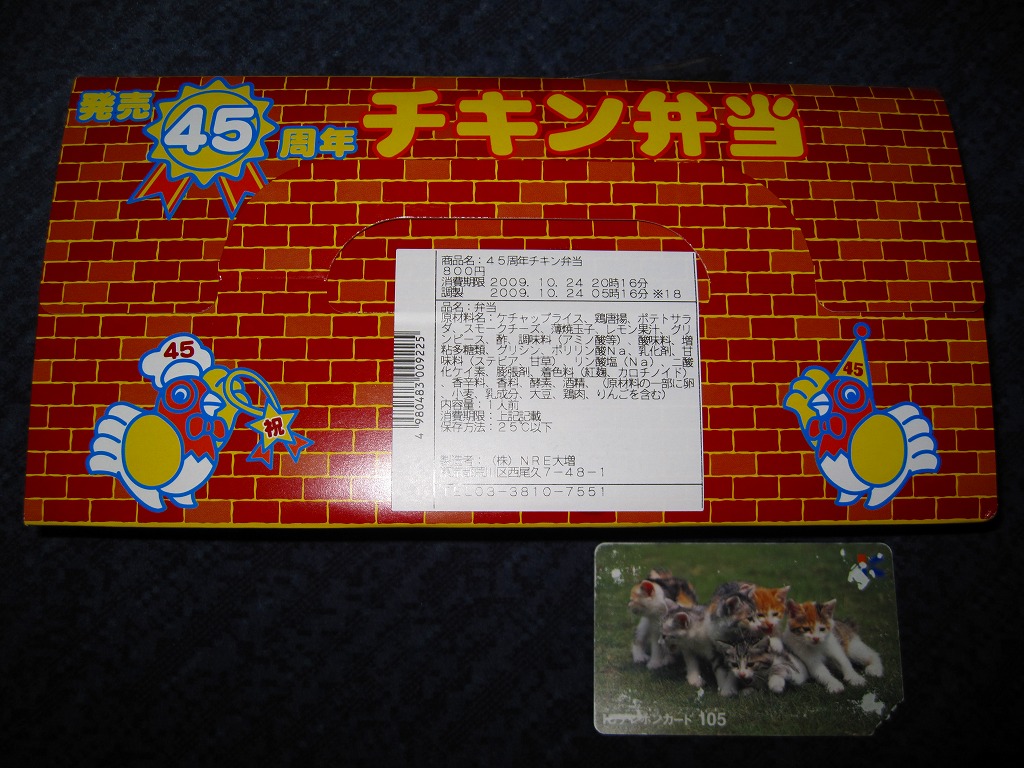 発売45周年
チキン弁当
商品名：４５周年チキン弁当
８００円
消費期限 2009. 10. 24 20時16分
調製 2009. 10. 24 05時16分 ※18
品名：弁当
原材料名：ケチャップライス、鶏唐揚、ポテトサラ
ダ、スモークチーズ、薄焼玉子、レモン果汁、グリ
ンピース、酢、調味料（アミノ酸等）、酸味料、増
粘多糖類、グリシン、ポリリン酸Ｎａ、乳化剤、甘
味料（ステビア、甘草）、リン酸塩（Ｎａ）、二酸
化ケイ素、膨張剤、着色料（紅麹、カロチノイド）
、香辛料、香料、酵素、酒精、（原材料の一部に卵
、小麦、乳成分、大豆、鶏肉、りんごを含む）
内容量：１人前
消費期限：上記記載
保存方法：２５℃以下
製造者：（株）ＮＲＥ大増
荒川区西尾久７－４８－１
ＴＥＬ０３－３８１０－７５５１
4 980483 009225
45
祝
45
テレホンカード 105